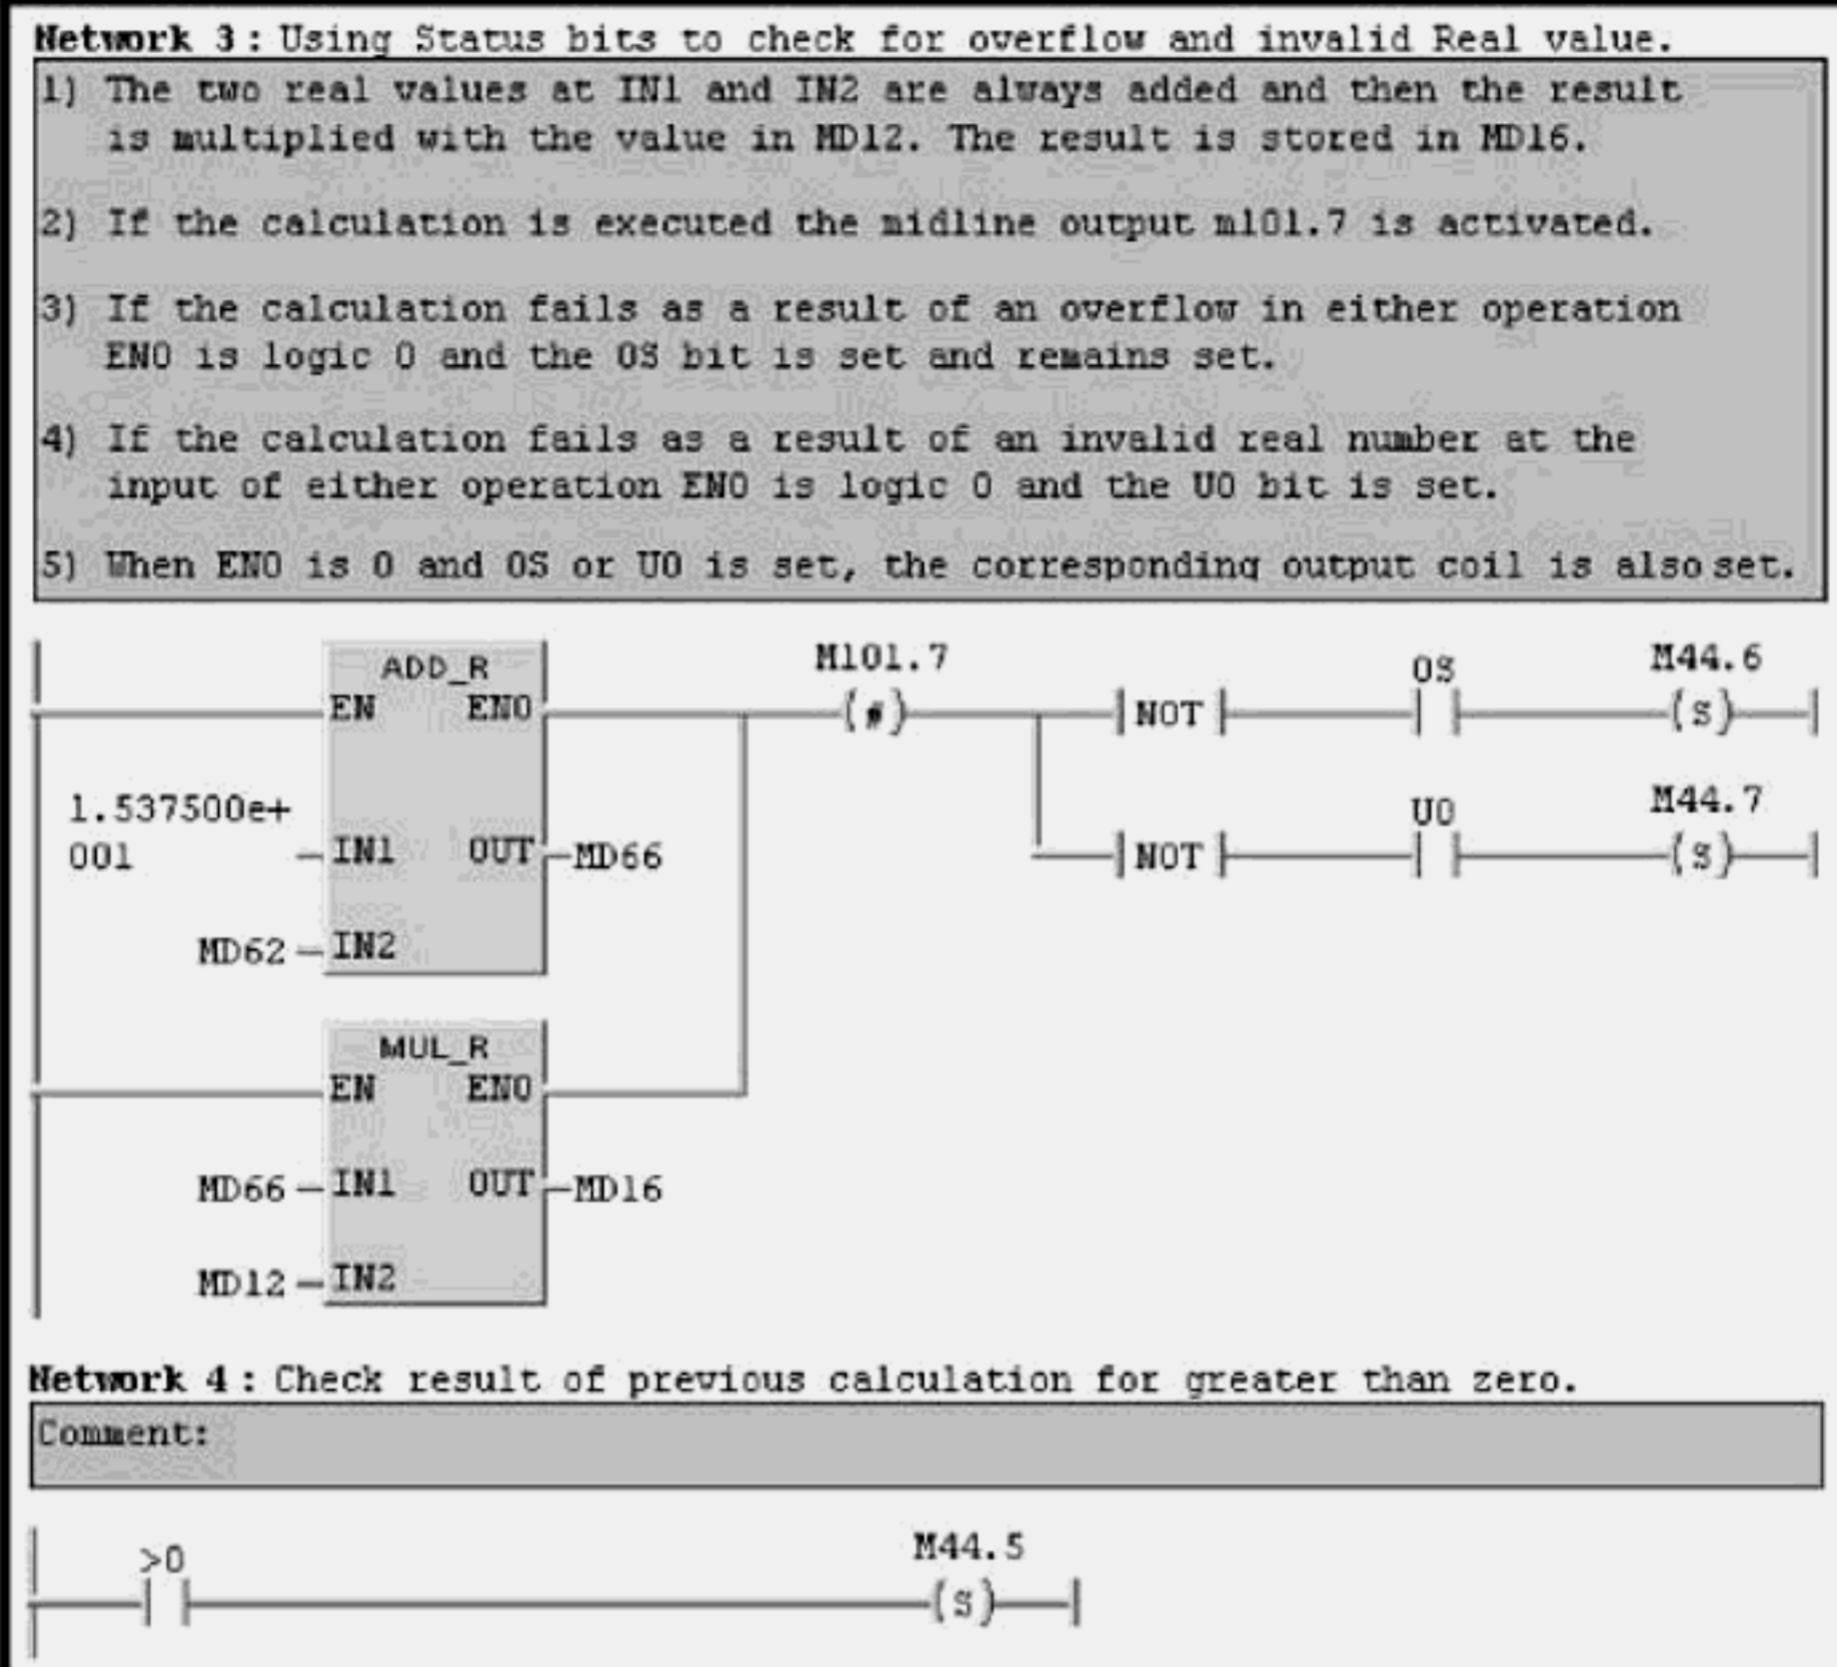 Network 3: Using Status bits to check for overflow and invalid Real value.
1) The two real values at IN1 and IN2 are always added and then the result
is multiplied with the value in MD12. The result is stored in MD16.
2) If the calculation is executed the midline output m101.7 is activated.
3) If the calculation fails as a result of an overflow in either operation
ENO is logic 0 and the OS bit is set and remains set.
4) If the calculation fails as a result of an invalid real number at the
input of either operation ENO is logic 0 and the UO bit is set.
5) When ENO is 0 and OS or UO is set, the corresponding output coil is also set.
ADD_R
M101.7
OS
M44.6
EN ENO
(#)
NOT
(S)
1.537500e+
001
IN1 OUT
MD66
UO
M44.7
NOT
(S)
MD62
IN2
MUL_R
EN ENO
MD66
IN1 OUT
MD16
MD12
IN2
Network 4: Check result of previous calculation for greater than zero.
Comment:
>0
M44.5
(S)